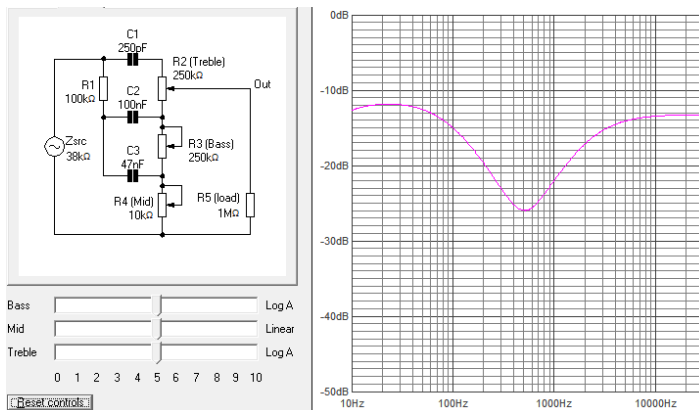 C1
250pF
R2 (Treble)
250kΩ
Out
R1
100kΩ
C2
100nF
R3 (Bass)
250kΩ
Zsrc
38kΩ
C3
47nF
R4 (Mid)
10kΩ
R5 (load)
1MΩ
Bass
Log A
Mid
Linear
Treble
Log A
0 1 2 3 4 5 6 7 8 9 10
Reset controls
0dB
-10dB
-20dB
-30dB
-40dB
-50dB
10Hz 100Hz 1000Hz 10000Hz